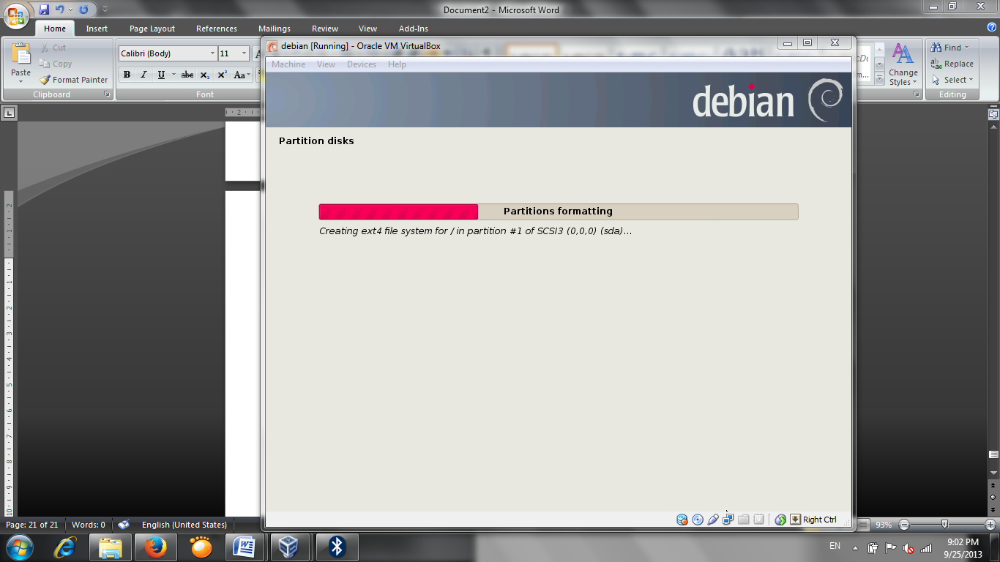 Document2 - Microsoft Word
Home Insert Page Layout References Mailings Review View Add-Ins
Paste
Cut
Copy
Format Painter
Clipboard
Calibri (Body) 11
B I U abc X₂ X² Aa
Font
Change
Styles
Find
Replace
Select
Editing
debian [Running] - Oracle VM VirtualBox
Machine View Devices Help
debian
Partition disks
Partitions formatting
Creating ext4 file system for / in partition #1 of SCSI3 (0,0,0) (sda)...
Right Ctrl
Page: 21 of 21 Words: 0 English (United States) 93%
EN
9:02 PM
9/25/2013